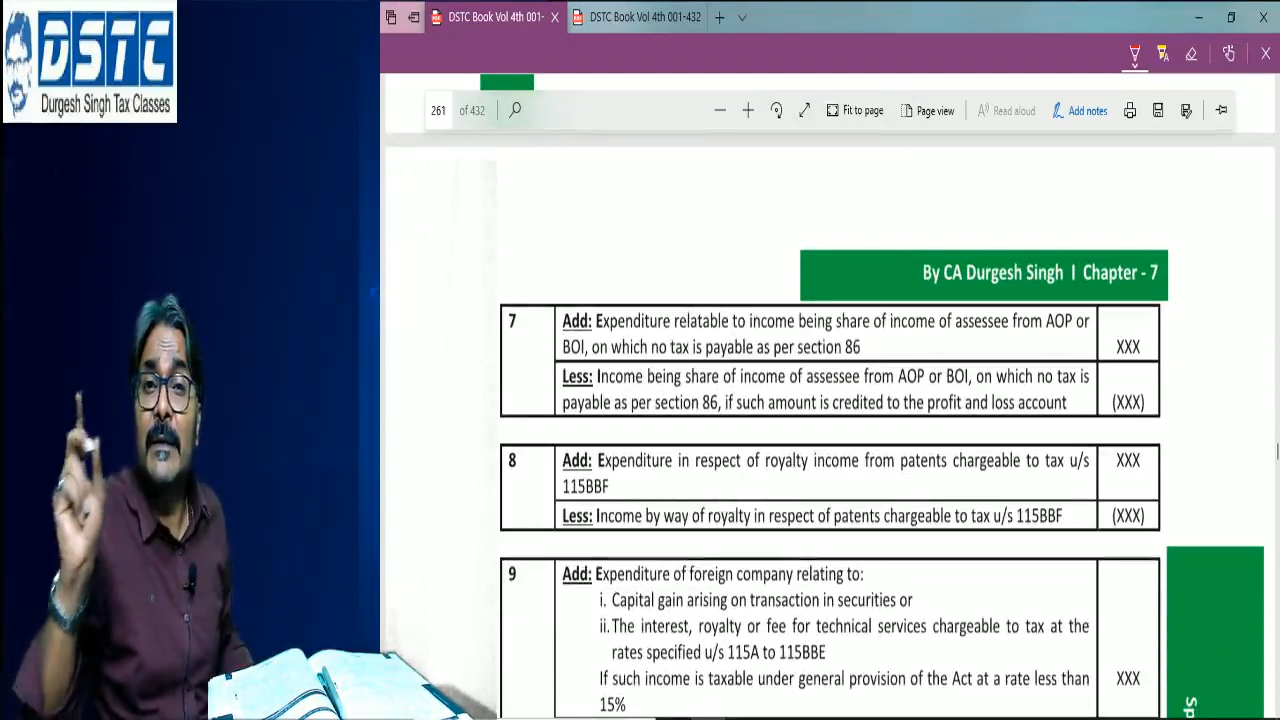 DSTC
Durgesh Singh Tax Classes
DSTC Book Vol 4th 001-
DSTC Book Vol 4th 001-432
261 of 432
Fit to page
Page view
Read aloud
Add notes
By CA Durgesh Singh I Chapter - 7
7 Add: Expenditure relatable to income being share of income of assessee from AOP or
BOI, on which no tax is payable as per section 86 XXX
Less: Income being share of income of assessee from AOP or BOI, on which no tax is
payable as per section 86, if such amount is credited to the profit and loss account (XXX)
8 Add: Expenditure in respect of royalty income from patents chargeable to tax u/s XXX
115BBF
Less: Income by way of royalty in respect of patents chargeable to tax u/s 115BBF (XXX)
9 Add: Expenditure of foreign company relating to:
i. Capital gain arising on transaction in securities or
ii. The interest, royalty or fee for technical services chargeable to tax at the
rates specified u/s 115A to 115BBE
If such income is taxable under general provision of the Act at a rate less than XXX
15%
Sp